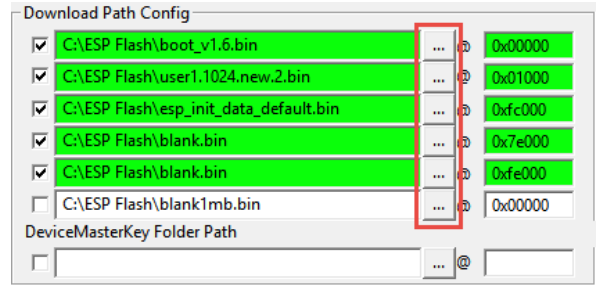 Download Path Config
C:\ESP Flash\boot_v1.6.bin ... @ 0x00000
C:\ESP Flash\user1.1024.new.2.bin ... @ 0x01000
C:\ESP Flash\esp_init_data_default.bin ... @ 0xfc000
C:\ESP Flash\blank.bin ... @ 0x7e000
C:\ESP Flash\blank.bin ... @ 0xfe000
C:\ESP Flash\blank1mb.bin ... @ 0x00000
DeviceMasterKey Folder Path
... @